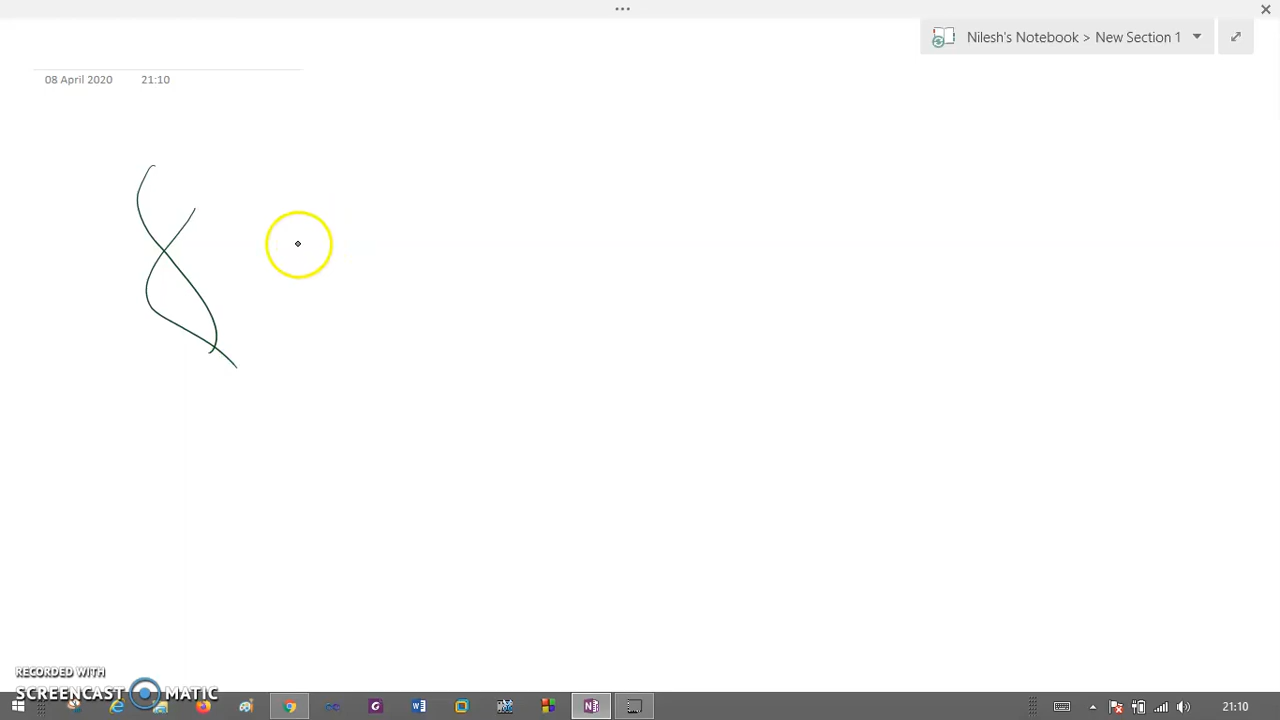 Nilesh's Notebook > New Section 1
08 April 2020 21:10
RECORDED WITH
SCREENCAST MATIC
21:10